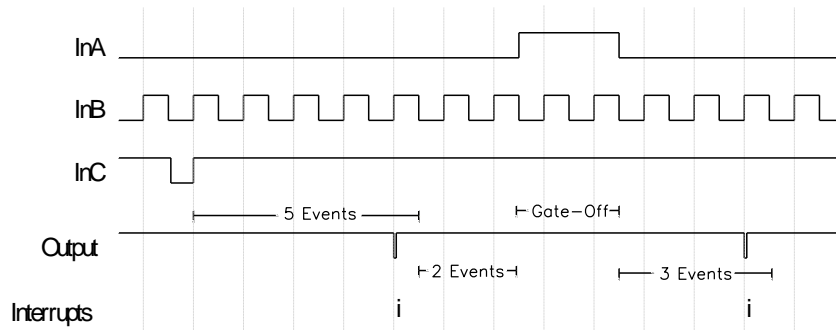 InA
InB
InC
5 Events
Gate-Off
Output
2 Events
3 Events
Interrupts i i